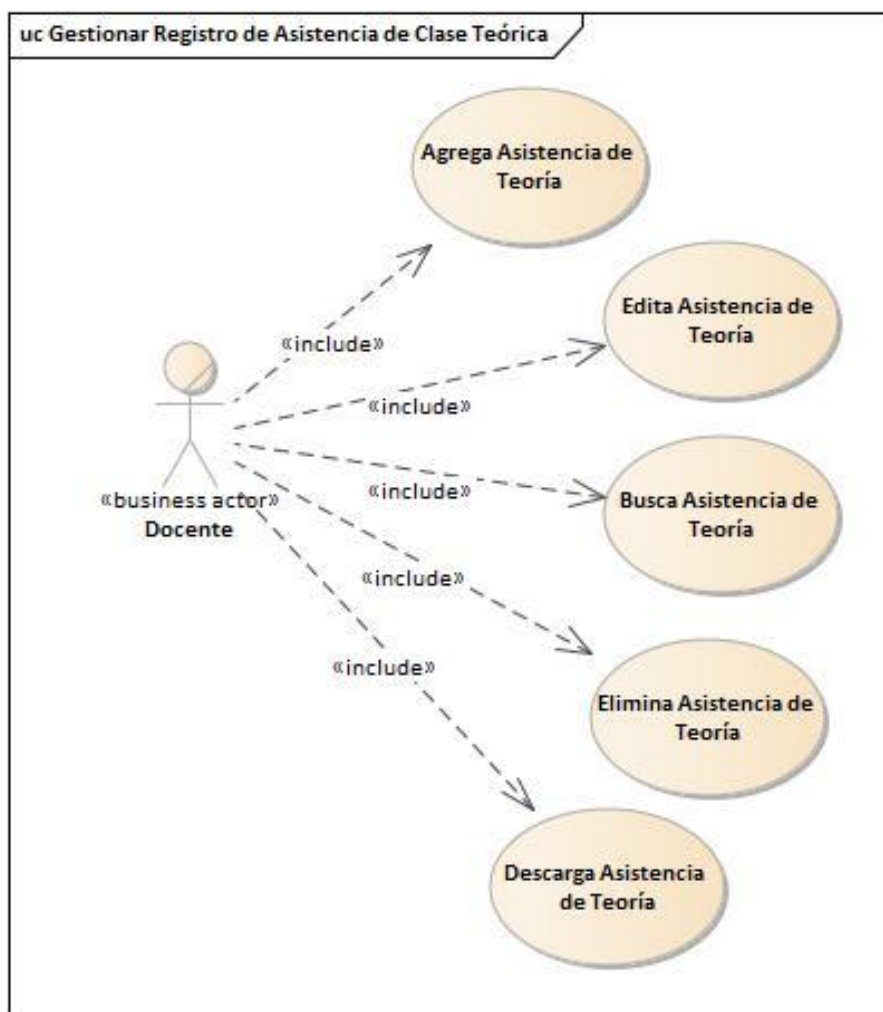 uc Gestionar Registro de Asistencia de Clase Teórica
Agrega Asistencia de
Teoría
Edita Asistencia de
Teoría
«include»
«include»
«include»
Busca Asistencia de
Teoría
«business actor»
Docente
«include»
«include»
Elimina Asistencia de
Teoría
Descarga Asistencia
de Teoría